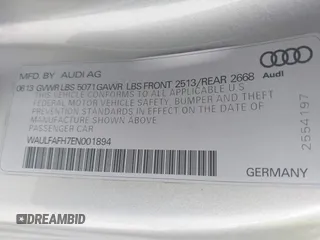 MFD BY AUDI AG
0613 GVWR LBS 5071 GAWR LBS FRONT 2513/REAR 2668
THIS VEHICLE CONFORMS TO ALL APPLICABLE U S
FEDERAL MOTOR VEHICLE SAFETY, BUMPER, AND
THEFT PREVENTION STANDARDS IN EFFECT ON THE
DATE OF MANUFACTURE SHOWN ABOVE
PASSENGER CAR
WAULFAFH7EN001894
GERMANY
Audi
2554197
DREAMBID